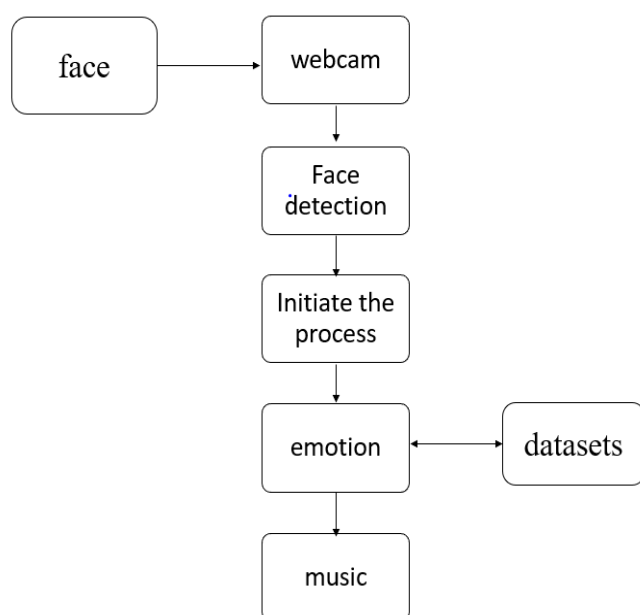 face
webcam
Face
detection
Initiate the
process
emotion
datasets
music